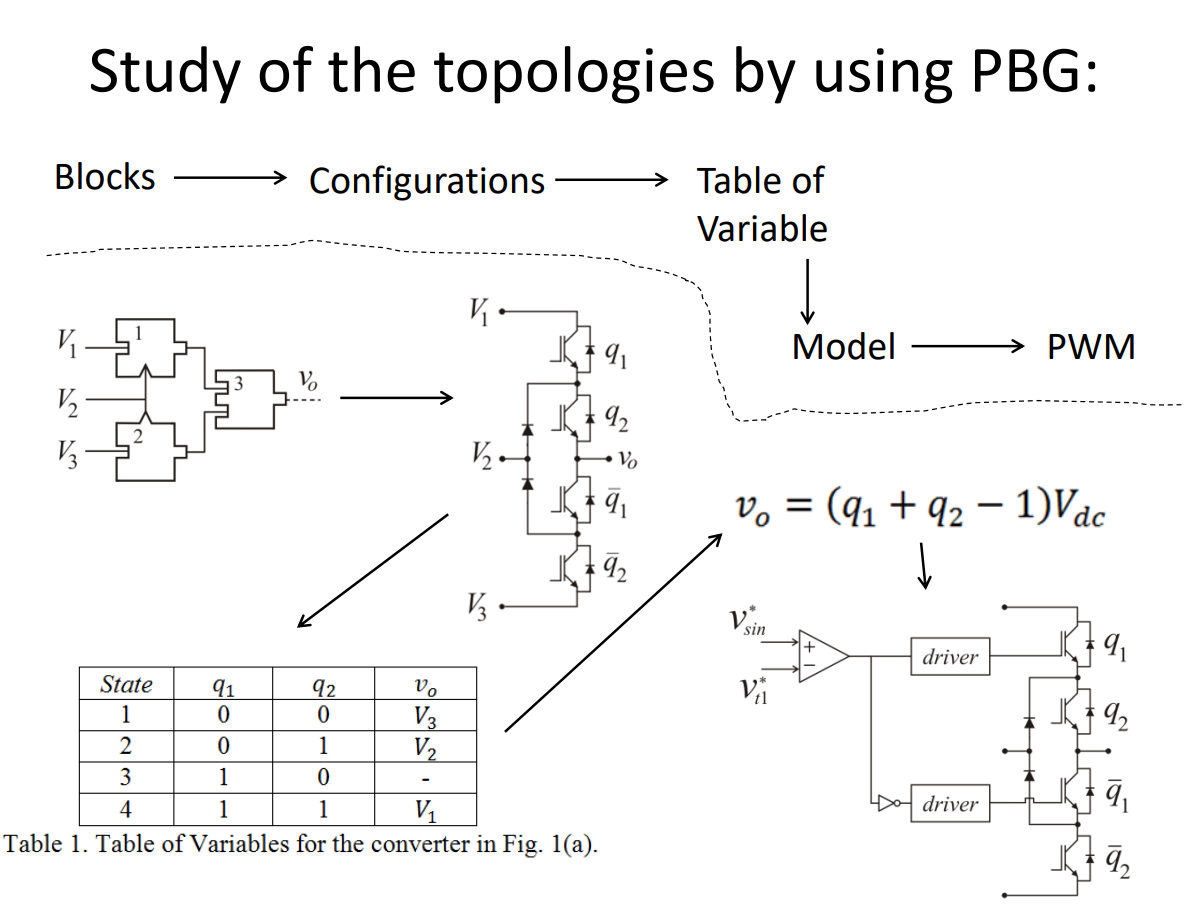 Study of the topologies by using PBG:
Blocks
Configurations
Table of
Variable
Model
PWM
V₁
V₂
V₃
1
2
3
vₒ
V₁
q₁
q₂
V₂
vₒ
q̄₁
q̄₂
V₃
vₒ = (q₁ + q₂ − 1)V_dc
State q₁ q₂ vₒ
1 0 0 V₃
2 0 1 V₂
3 1 0 -
4 1 1 V₁
Table 1. Table of Variables for the converter in Fig. 1(a).
v*sin
v*t1
+
−
driver
driver
q₁
q₂
q̄₁
q̄₂